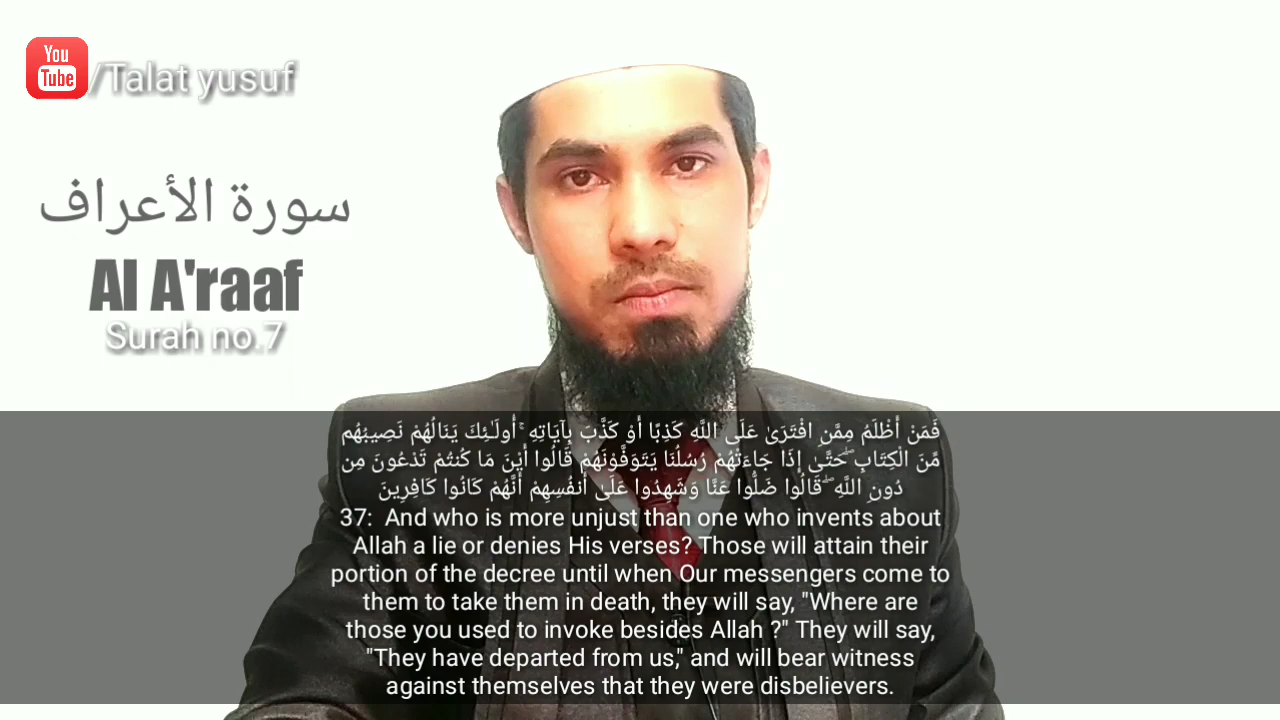 You
Tube
/Talat yusuf
سورة الأعراف
Al A'raaf
Surah no.7
فَمَنْ أَظْلَمُ مِمَّنِ افْتَرَىٰ عَلَى اللَّهِ كَذِبًا أَوْ كَذَّبَ بِآيَاتِهِ ۚ أُولَـٰئِكَ يَنَالُهُمْ نَصِيبُهُم
مِّنَ الْكِتَابِ ۖ حَتَّىٰ إِذَا جَاءَتْهُمْ رُسُلُنَا يَتَوَفَّوْنَهُمْ قَالُوا أَيْنَ مَا كُنتُمْ تَدْعُونَ مِن
دُونِ اللَّهِ ۖ قَالُوا ضَلُّوا عَنَّا وَشَهِدُوا عَلَىٰ أَنفُسِهِمْ أَنَّهُمْ كَانُوا كَافِرِينَ
37:  And who is more unjust than one who invents about
Allah a lie or denies His verses? Those will attain their
portion of the decree until when Our messengers come to
them to take them in death, they will say, "Where are
those you used to invoke besides Allah ?" They will say,
"They have departed from us," and will bear witness
against themselves that they were disbelievers.